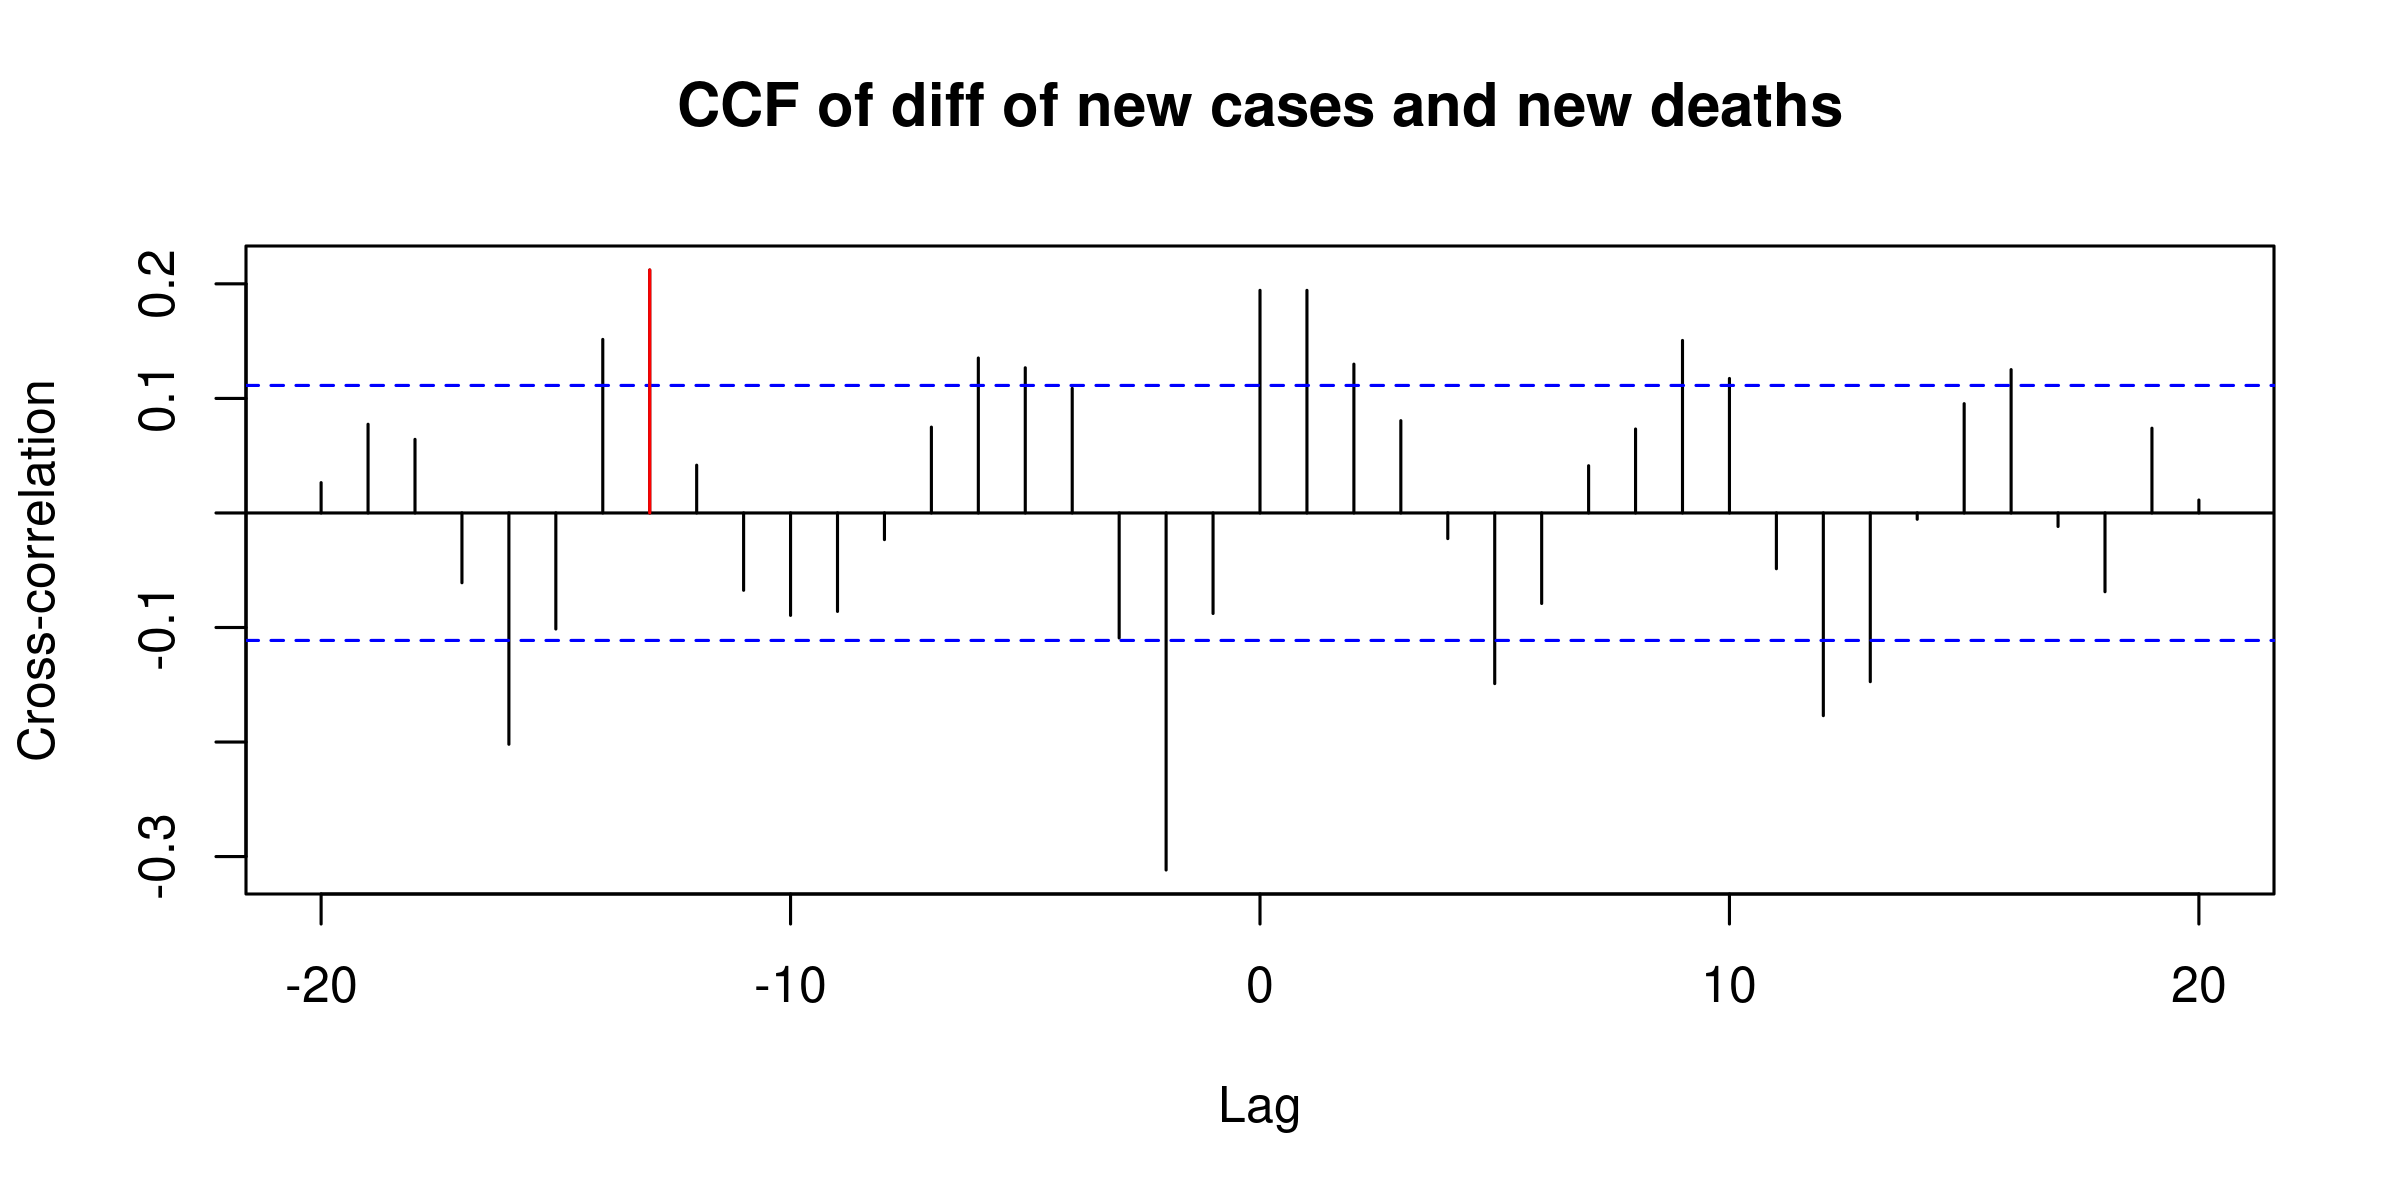 CCF of diff of new cases and new deaths
Cross-correlation
0.2
0.1
-0.1
-0.3
-20 -10 0 10 20
Lag